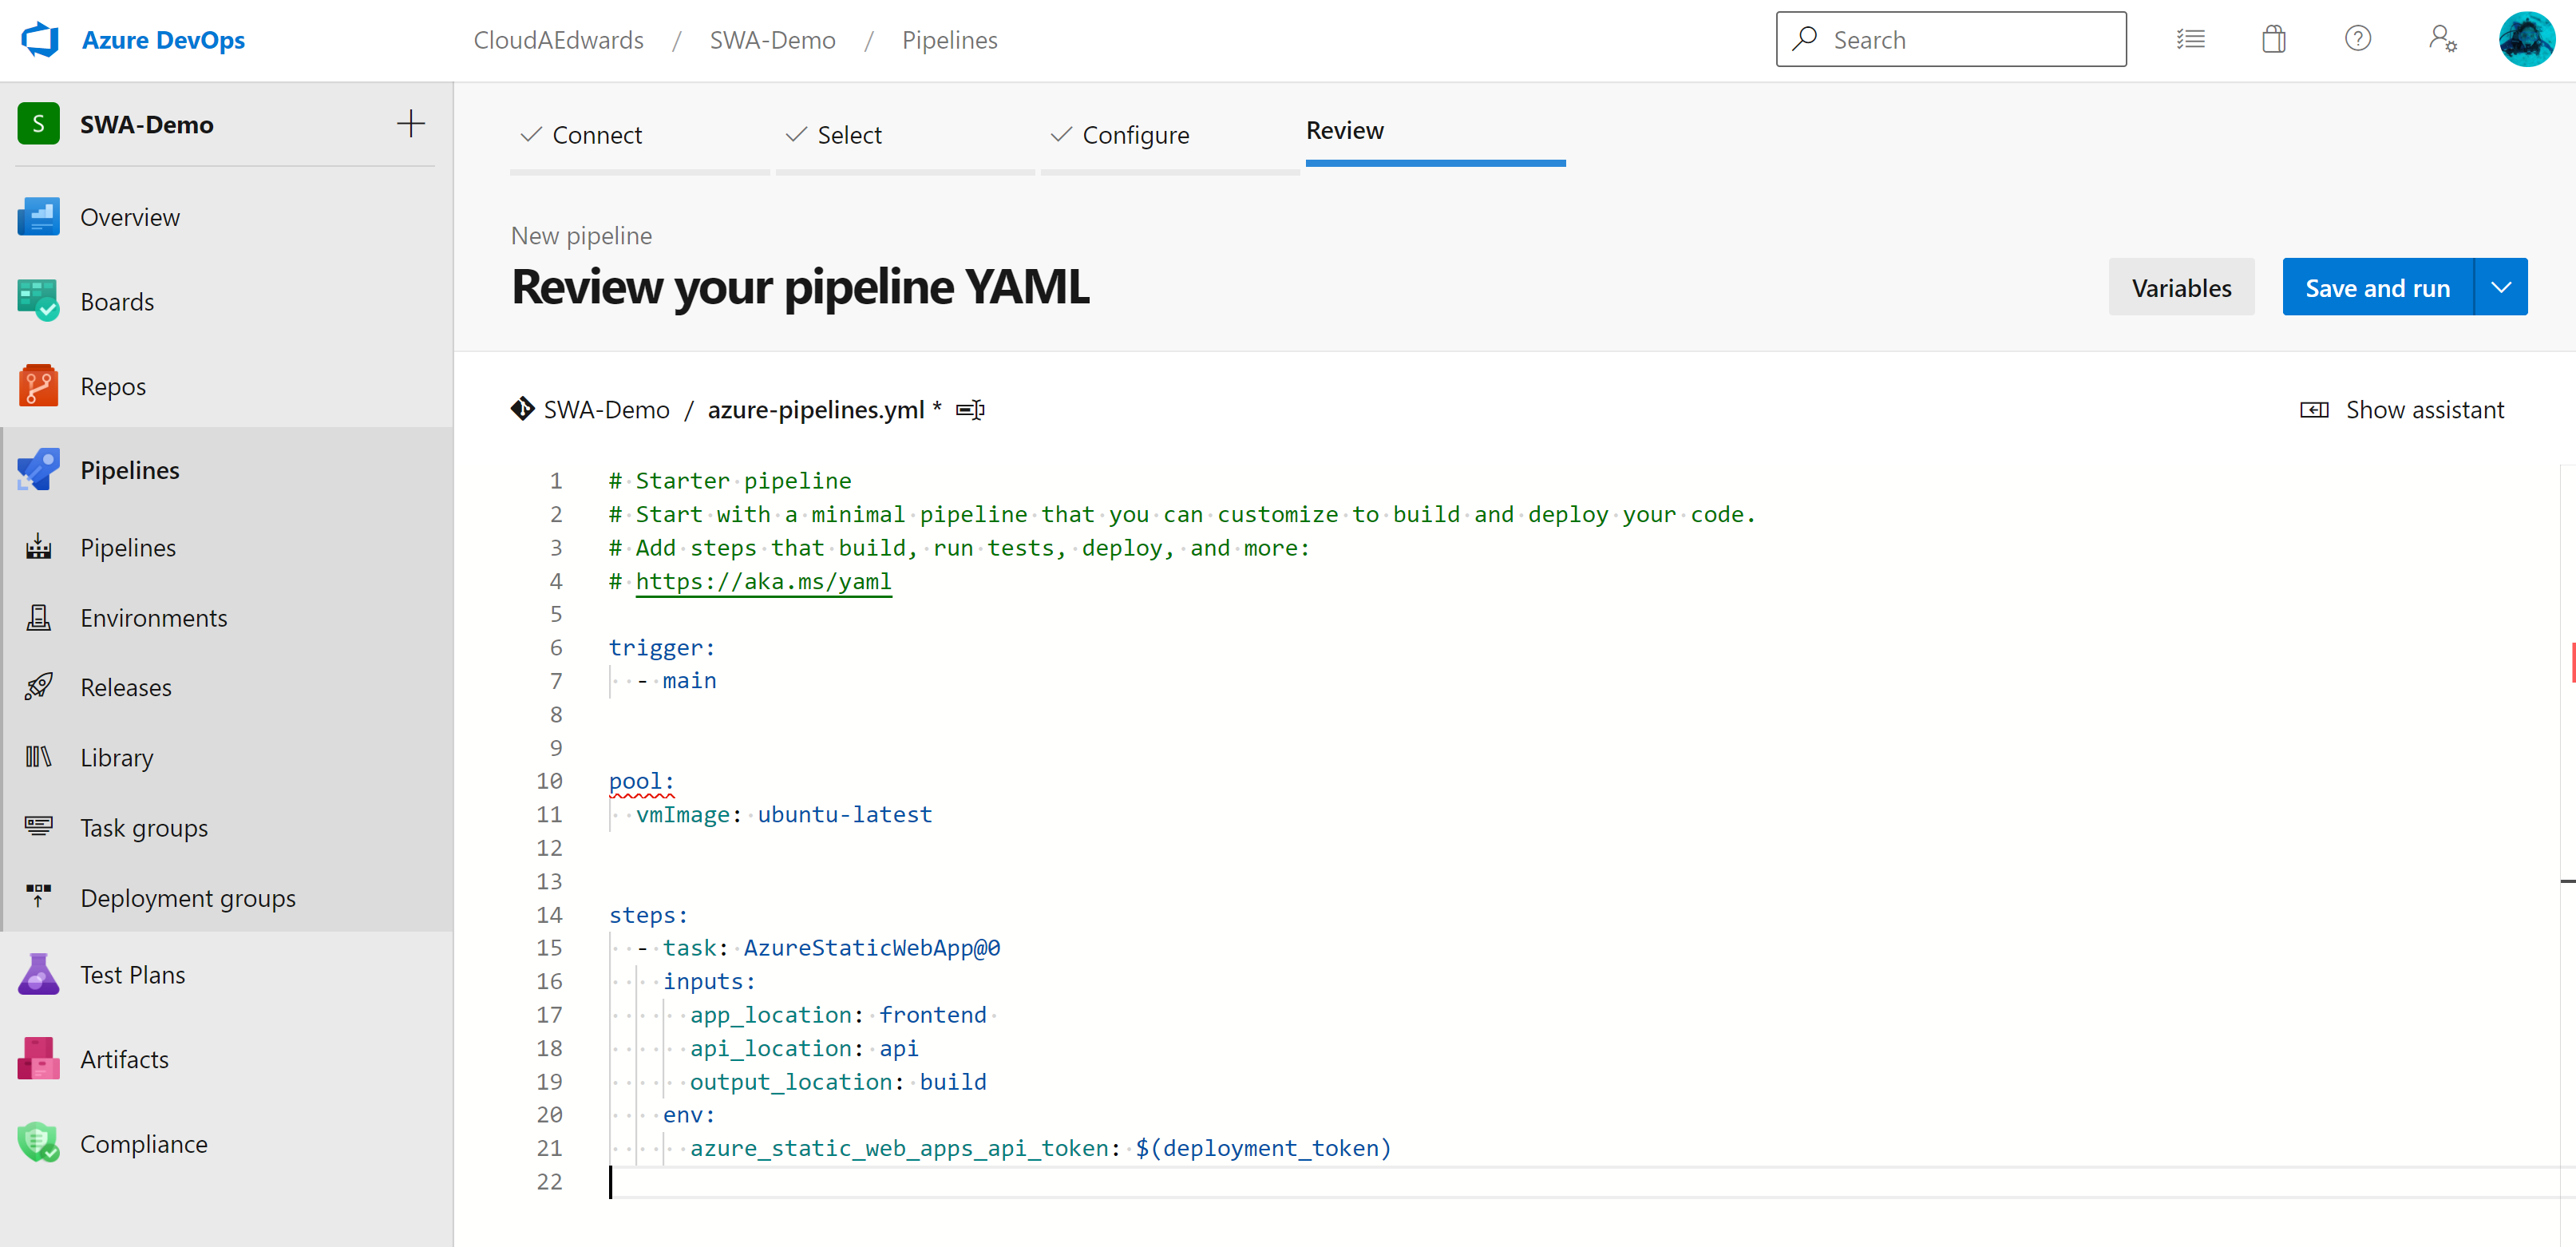 Azure DevOps
CloudAEdwards / SWA-Demo / Pipelines
Search
S SWA-Demo
Overview
Boards
Repos
Pipelines
Pipelines
Environments
Releases
Library
Task groups
Deployment groups
Test Plans
Artifacts
Compliance
Connect
Select
Configure
Review
New pipeline
Review your pipeline YAML
Variables
Save and run
SWA-Demo / azure-pipelines.yml *
Show assistant
1 # Starter pipeline
2 # Start with a minimal pipeline that you can customize to build and deploy your code.
3 # Add steps that build, run tests, deploy, and more:
4 # https://aka.ms/yaml
5
6 trigger:
7   - main
8
9
10 pool:
11   vmImage: ubuntu-latest
12
13
14 steps:
15   - task: AzureStaticWebApp@0
16     inputs:
17       app_location: frontend
18       api_location: api
19       output_location: build
20     env:
21       azure_static_web_apps_api_token: $(deployment_token)
22